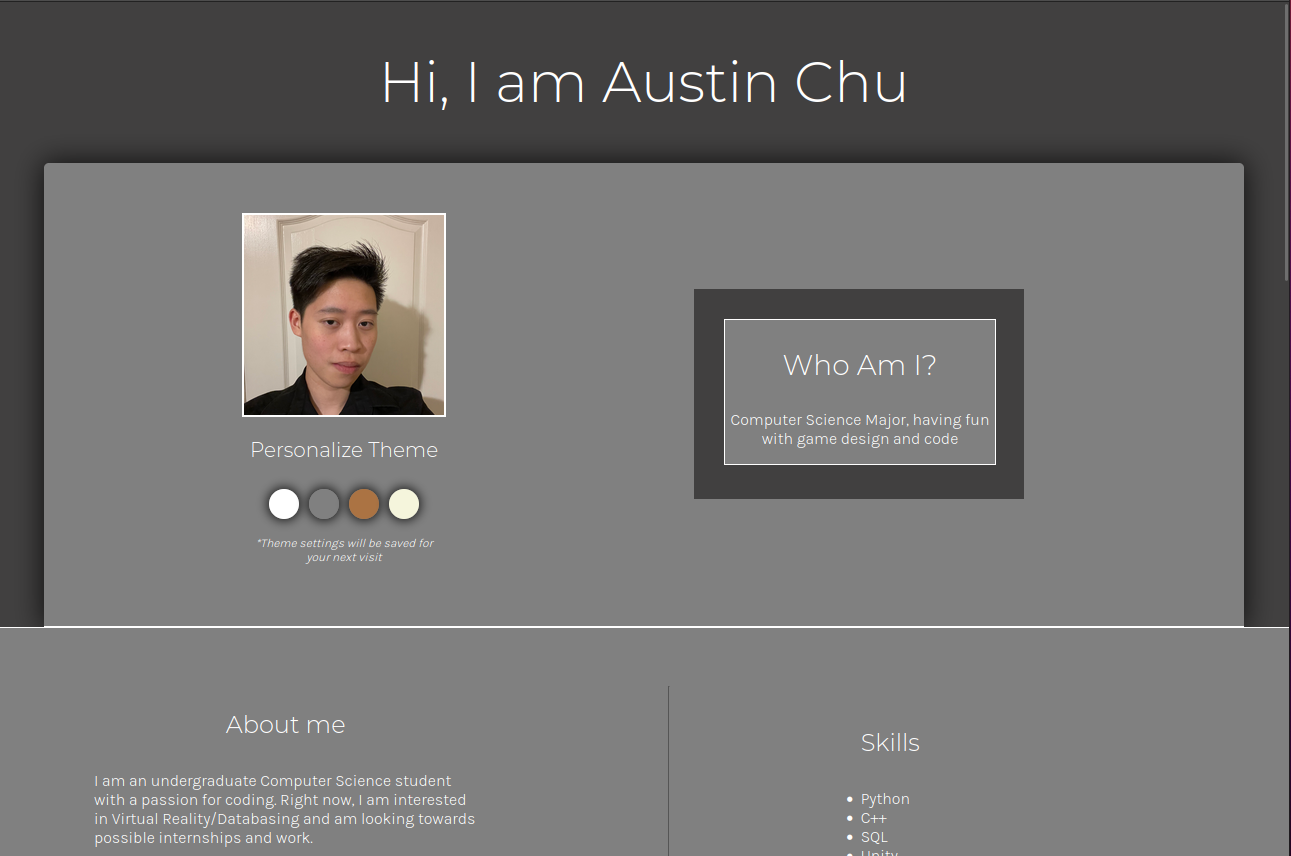 Hi, I am Austin Chu
Personalize Theme
*Theme settings will be saved for
your next visit
Who Am I?
Computer Science Major, having fun
with game design and code
About me
I am an undergraduate Computer Science student
with a passion for coding. Right now, I am interested
in Virtual Reality/Databasing and am looking towards
possible internships and work.
Skills
Python
C++
SQL
Unity